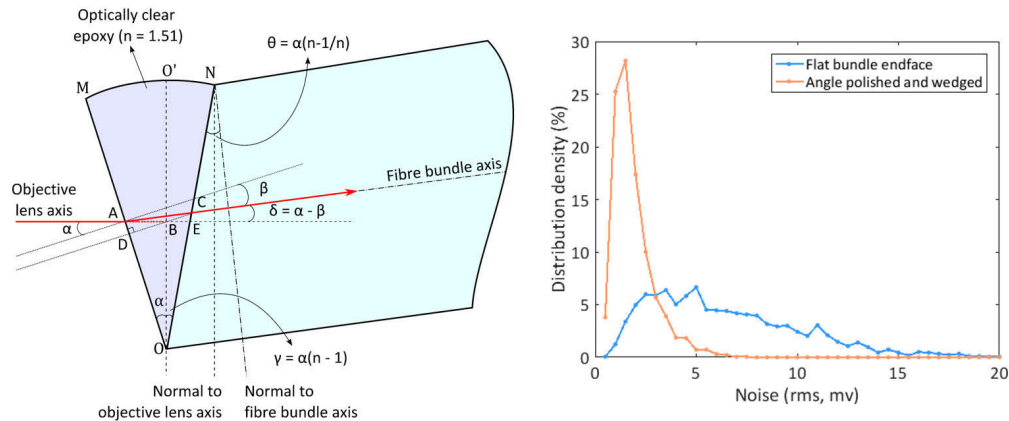 Optically clear
epoxy (n = 1.51)
θ = α(n-1/n)
M
O'
N
Objective
lens axis
α
A
D
B
C
E
β
δ = α - β
Fibre bundle axis
α
O
γ = α(n - 1)
Normal to
objective lens axis
Normal to
fibre bundle axis
Distribution density (%)
30
25
20
15
10
5
0
Flat bundle endface
Angle polished and wedged
0
5
10
15
20
Noise (rms, mv)